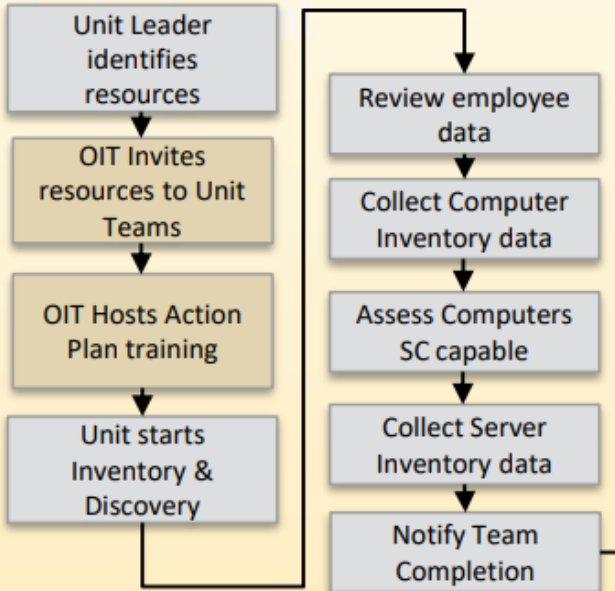 Unit Leader
identifies
resources
OIT Invites
resources to Unit
Teams
OIT Hosts Action
Plan training
Unit starts
Inventory &
Discovery
Review employee
data
Collect Computer
Inventory data
Assess Computers
SC capable
Collect Server
Inventory data
Notify Team
Completion